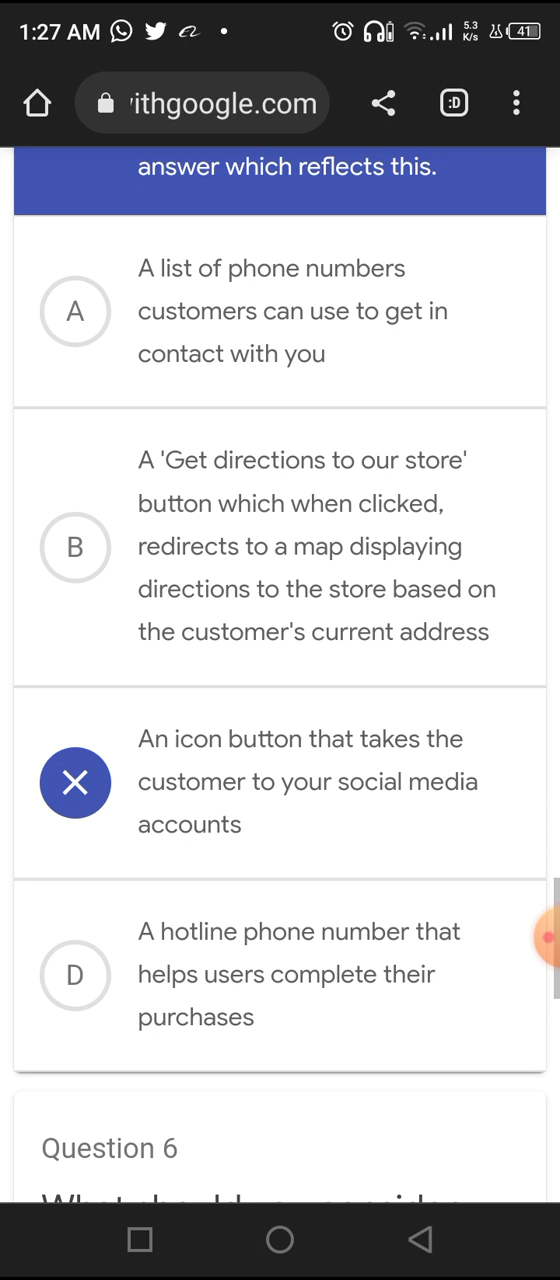 1:27 AM 5.3 K/s 41
ithgoogle.com :D
answer which reflects this.
A list of phone numbers
A customers can use to get in
contact with you
A 'Get directions to our store'
button which when clicked,
B redirects to a map displaying
directions to the store based on
the customer's current address
An icon button that takes the
customer to your social media
accounts
A hotline phone number that
D helps users complete their
purchases
Question 6